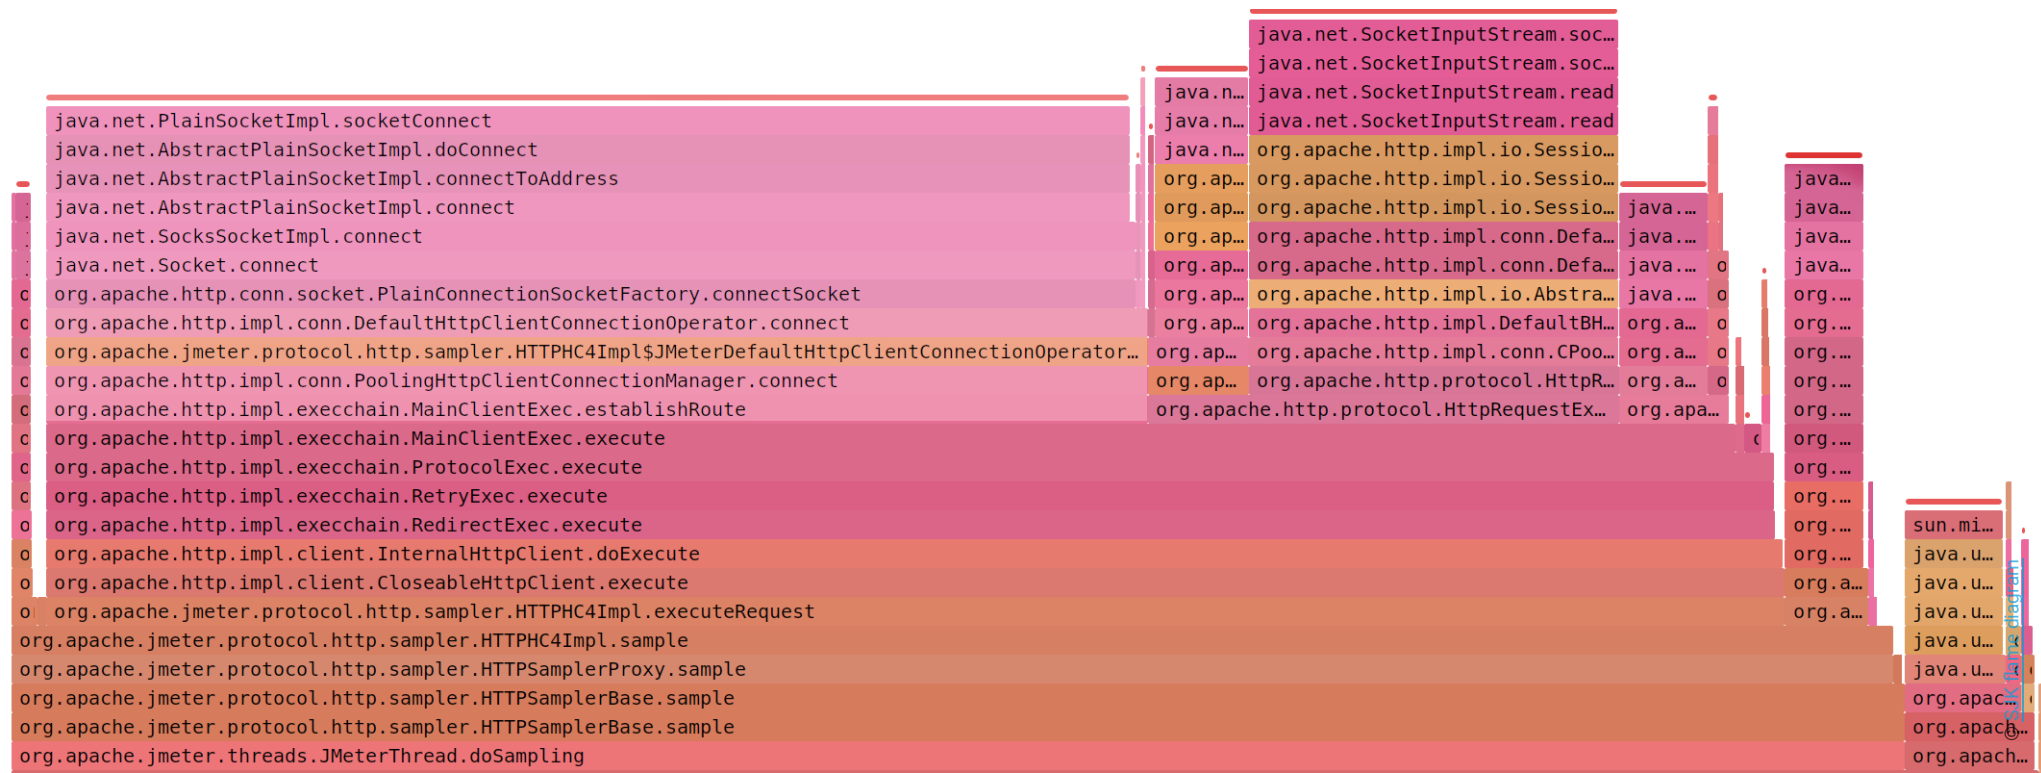 java.net.SocketInputStream.soc…
java.net.SocketInputStream.soc…
java.n… java.net.SocketInputStream.read
java.net.PlainSocketImpl.socketConnect java.n… java.net.SocketInputStream.read
java.net.AbstractPlainSocketImpl.doConnect java.n… org.apache.http.impl.io.Sessio…
java.net.AbstractPlainSocketImpl.connectToAddress org.ap… org.apache.http.impl.io.Sessio… java…
java.net.AbstractPlainSocketImpl.connect org.ap… org.apache.http.impl.io.Sessio… java.… java…
java.net.SocksSocketImpl.connect org.ap… org.apache.http.impl.conn.Defa… java.… java…
java.net.Socket.connect org.ap… org.apache.http.impl.conn.Defa… java.… o java…
o org.apache.http.conn.socket.PlainConnectionSocketFactory.connectSocket org.ap… org.apache.http.impl.io.Abstra… java.… o org.…
o org.apache.http.impl.conn.DefaultHttpClientConnectionOperator.connect org.ap… org.apache.http.impl.DefaultBH… org.a… o org.…
o org.apache.jmeter.protocol.http.sampler.HTTPHC4Impl$JMeterDefaultHttpClientConnectionOperator… org.ap… org.apache.http.impl.conn.CPoo… org.a… o org.…
o org.apache.http.impl.conn.PoolingHttpClientConnectionManager.connect org.ap… org.apache.http.protocol.HttpR… org.a… o org.…
o org.apache.http.impl.execchain.MainClientExec.establishRoute org.apache.http.protocol.HttpRequestEx… org.apa… org.…
o org.apache.http.impl.execchain.MainClientExec.execute org.…
o org.apache.http.impl.execchain.ProtocolExec.execute org.…
o org.apache.http.impl.execchain.RetryExec.execute org.…
o org.apache.http.impl.execchain.RedirectExec.execute org.… sun.mi…
o org.apache.http.impl.client.InternalHttpClient.doExecute org.… java.u…
o org.apache.http.impl.client.CloseableHttpClient.execute org.a… java.u…
o org.apache.jmeter.protocol.http.sampler.HTTPHC4Impl.executeRequest org.a… java.u…
org.apache.jmeter.protocol.http.sampler.HTTPHC4Impl.sample java.u…
org.apache.jmeter.protocol.http.sampler.HTTPSamplerProxy.sample java.u…
org.apache.jmeter.protocol.http.sampler.HTTPSamplerBase.sample org.apac…
org.apache.jmeter.protocol.http.sampler.HTTPSamplerBase.sample org.apach…
org.apache.jmeter.threads.JMeterThread.doSampling org.apach…
© SJK flame diagram